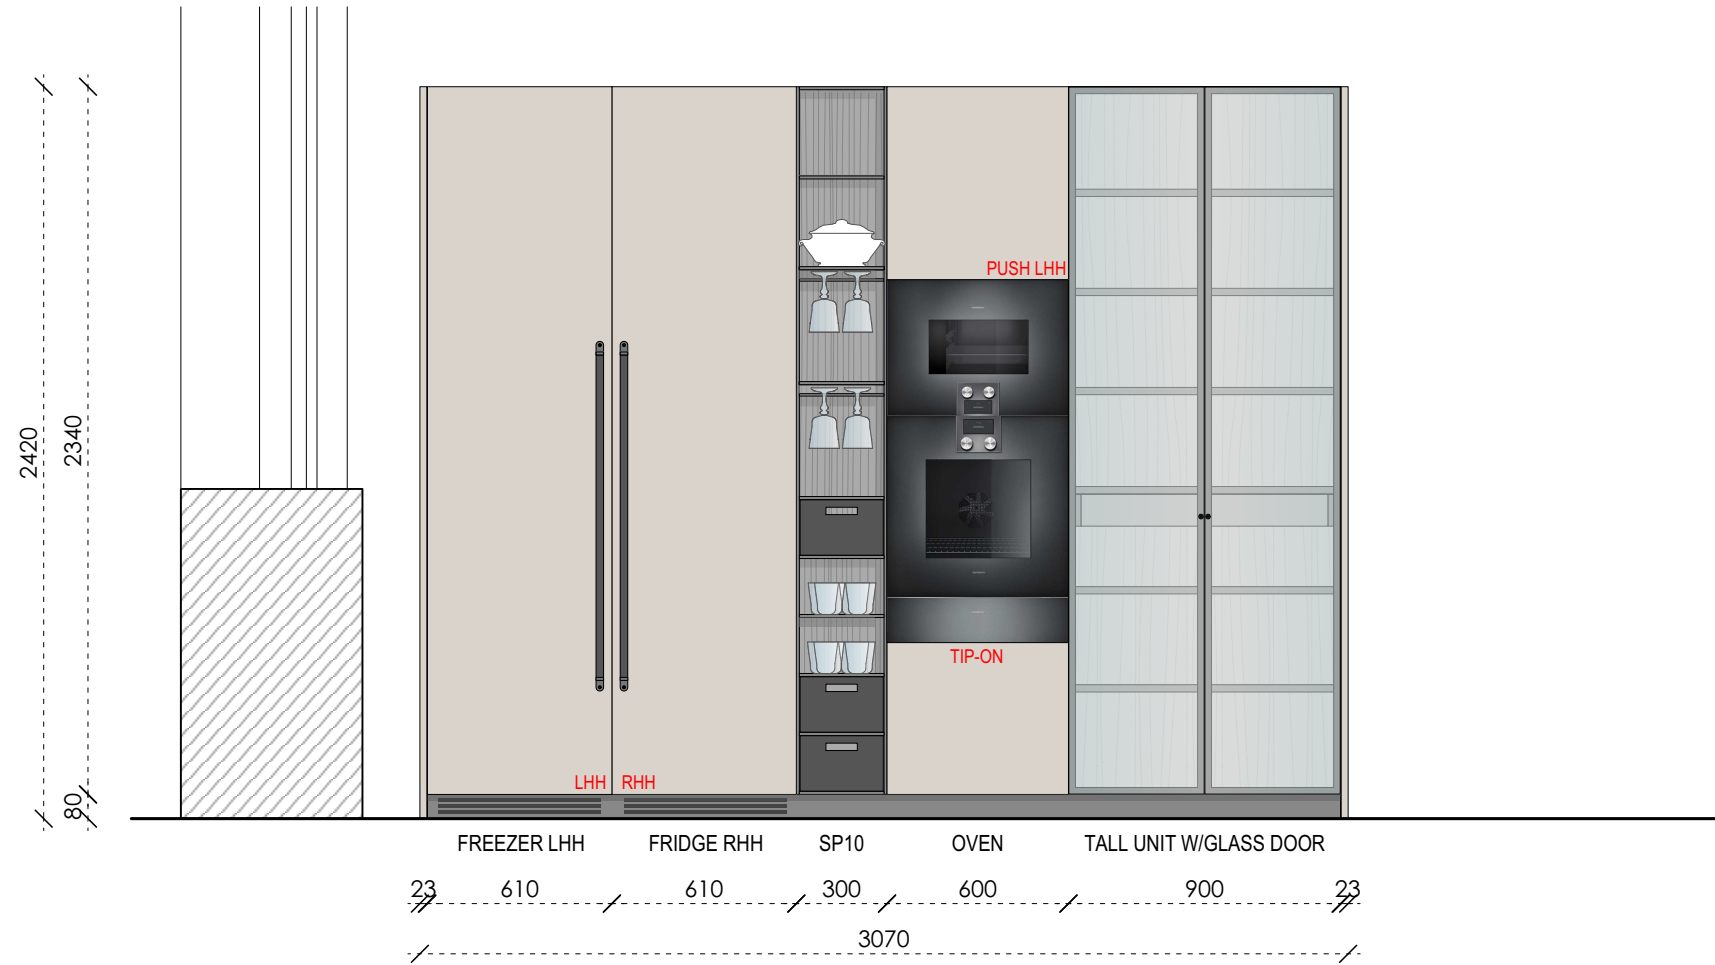 PUSH LHH
2420
2340
TIP-ON
LHH RHH
80
FREEZER LHH FRIDGE RHH SP10 OVEN TALL UNIT W/GLASS DOOR
23 610 610 300 600 900 23
3070